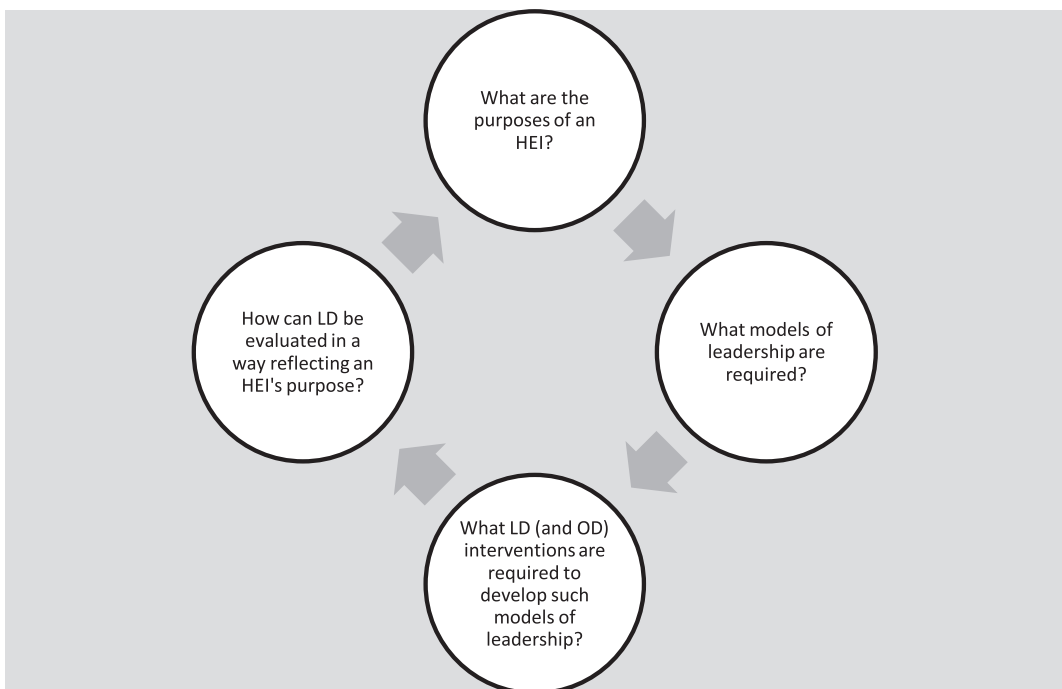 What are the
purposes of an
HEI?
What models of
leadership are
required?
What LD (and OD)
interventions are
required to
develop such
models of
leadership?
How can LD be
evaluated in a
way reflecting an
HEI's purpose?